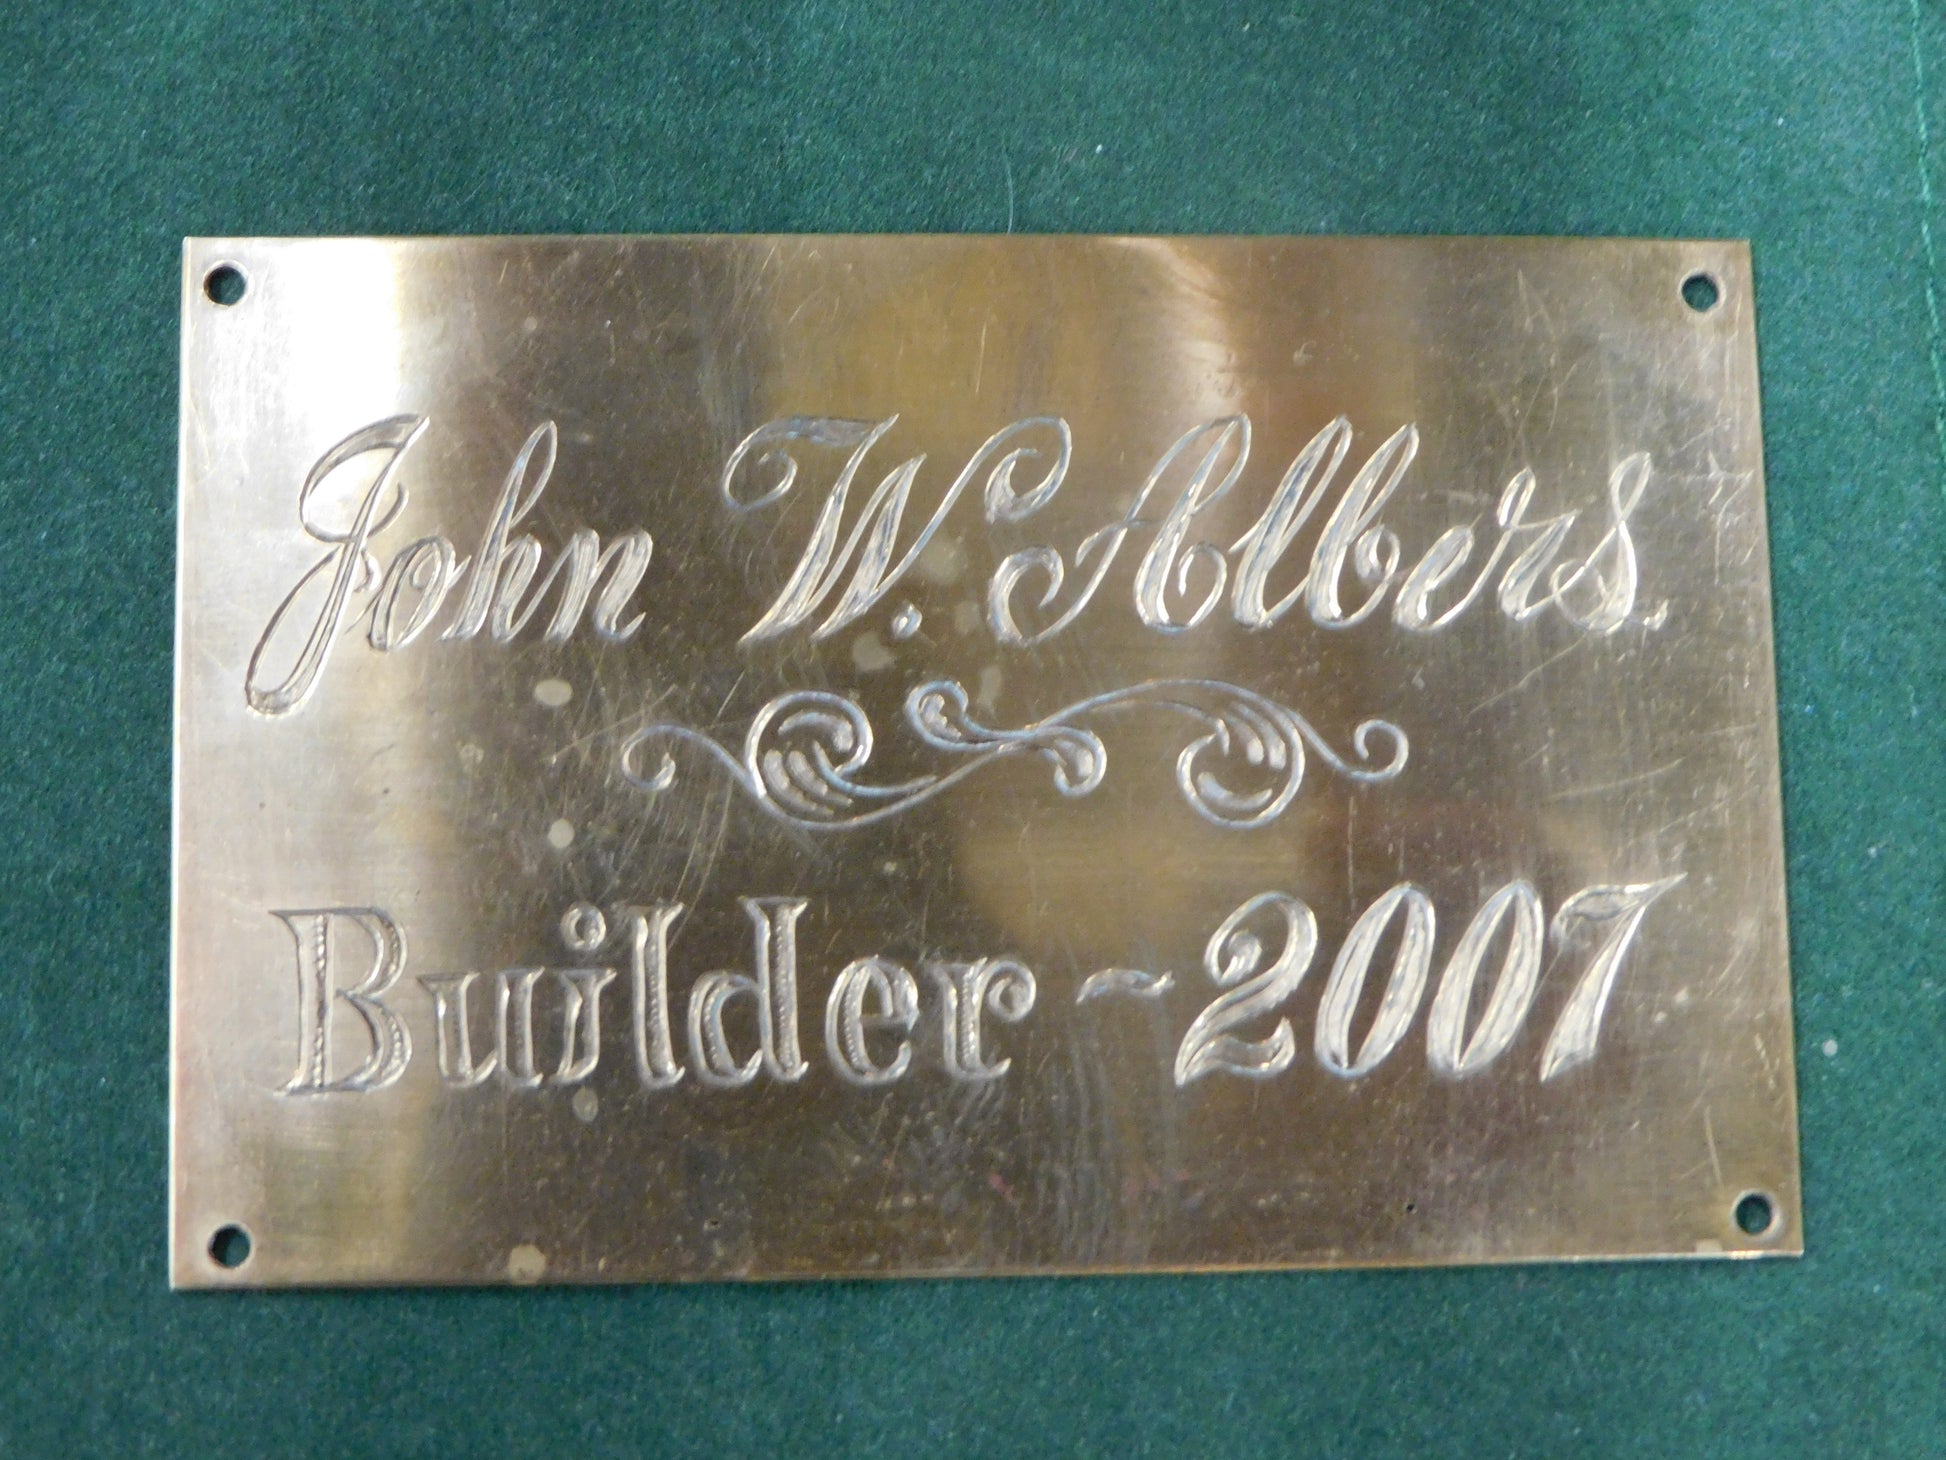 John W. Albers
Builder ~ 2007